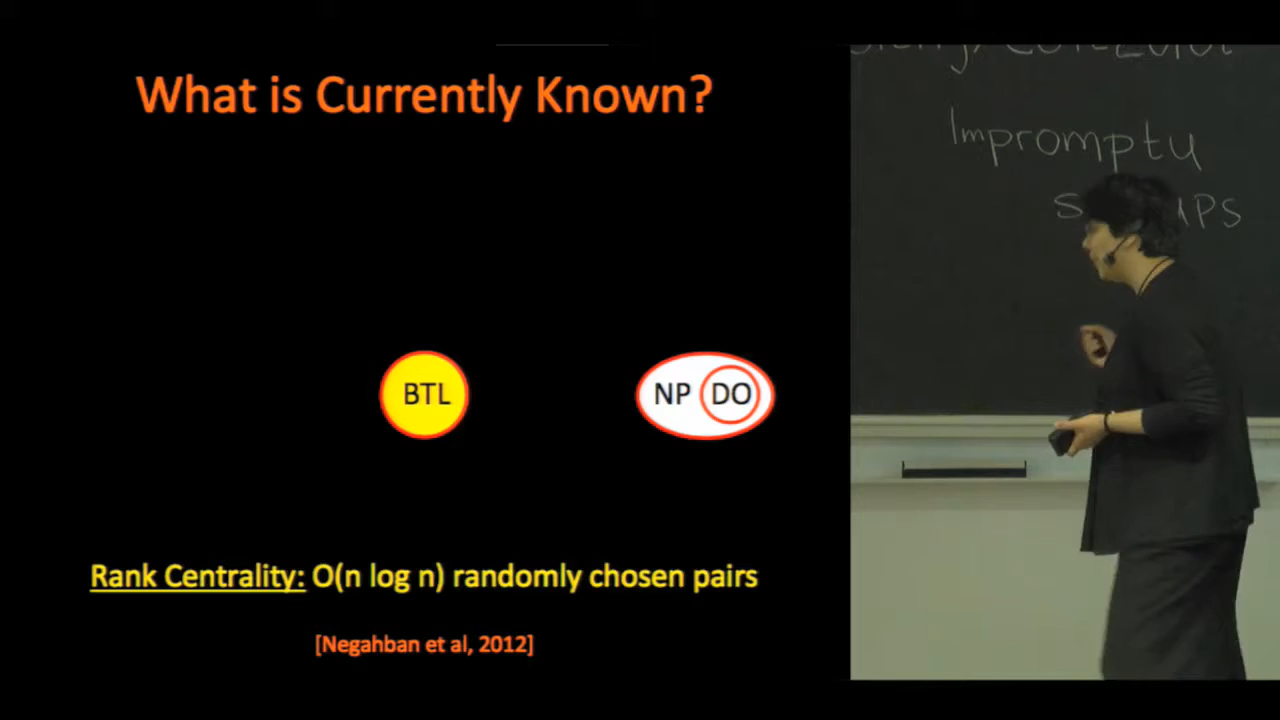 What is Currently Known?
BTL
NP DO
Rank Centrality: O(n log n) randomly chosen pairs
[Negahban et al, 2012]
Impromptu